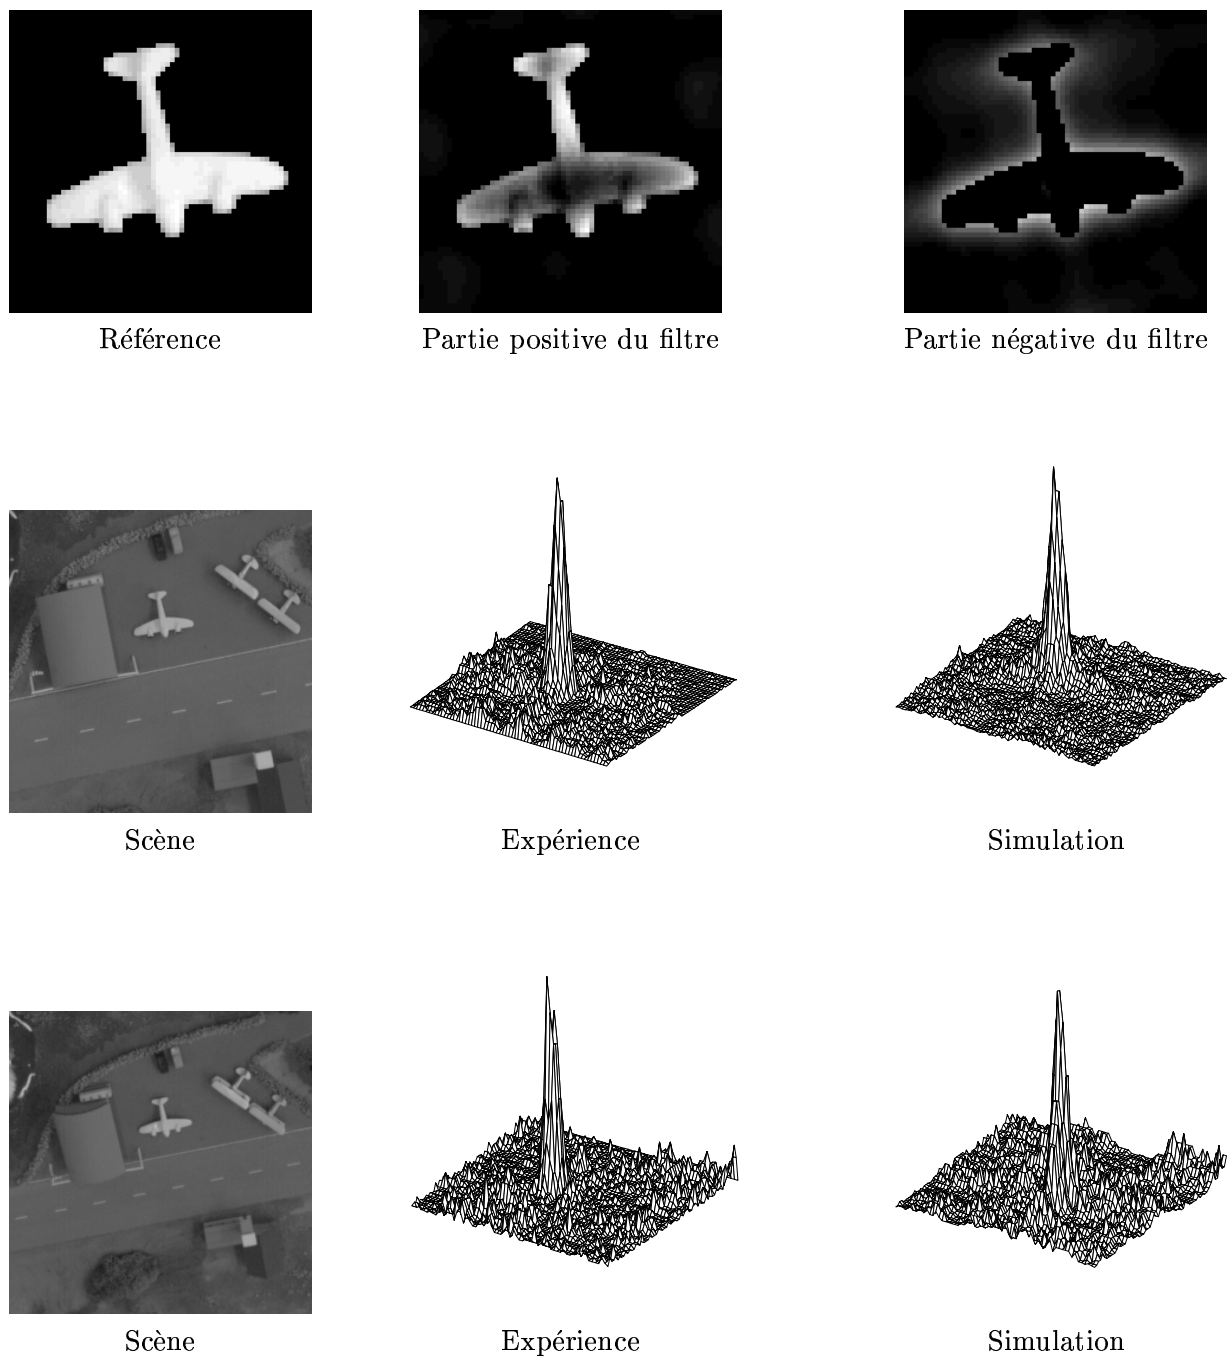 Référence
Partie positive du filtre
Partie négative du filtre
Scène
Expérience
Simulation
Scène
Expérience
Simulation